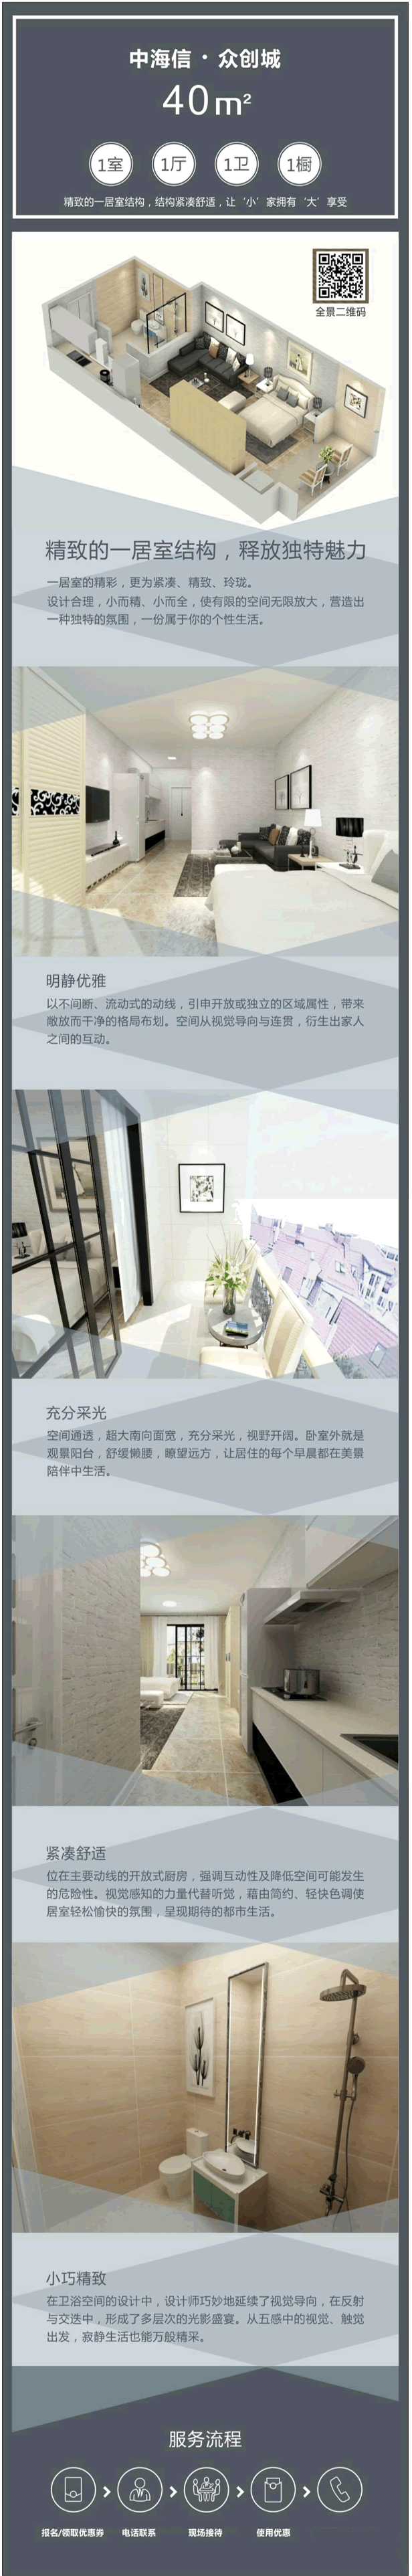 中海信·众创城
40m²
1室 1厅 1卫 1橱
精致的一居室结构，结构紧凑舒适，让‘小’家拥有‘大’享受
全景二维码
精致的一居室结构，释放独特魅力
一居室的精彩，更为紧凑、精致、玲珑。
设计合理，小而精、小而全，使有限的空间无限放大，营造出
一种独特的氛围，一份属于你的个性生活。
明静优雅
以不间断、流动式的动线，引申开放或独立的区域属性，带来
敞放而干净的格局布划。空间从视觉导向与连贯，衍生出家人
之间的互动。
充分采光
空间通透，超大南向面宽，充分采光，视野开阔。卧室外就是
观景阳台，舒缓懒腰，瞭望远方，让居住的每个早晨都在美景
陪伴中生活。
紧凑舒适
位在主要动线的开放式厨房，强调互动性及降低空间可能发生
的危险性。视觉感知的力量代替听觉，藉由简约、轻快色调使
居室轻松愉快的氛围，呈现期待的都市生活。
小巧精致
在卫浴空间的设计中，设计师巧妙地延续了视觉导向，在反射
与交迭中，形成了多层次的光影盛宴。从五感中的视觉、触觉
出发，寂静生活也能万般精采。
服务流程
报名/领取优惠券 电话联系 现场接待 使用优惠